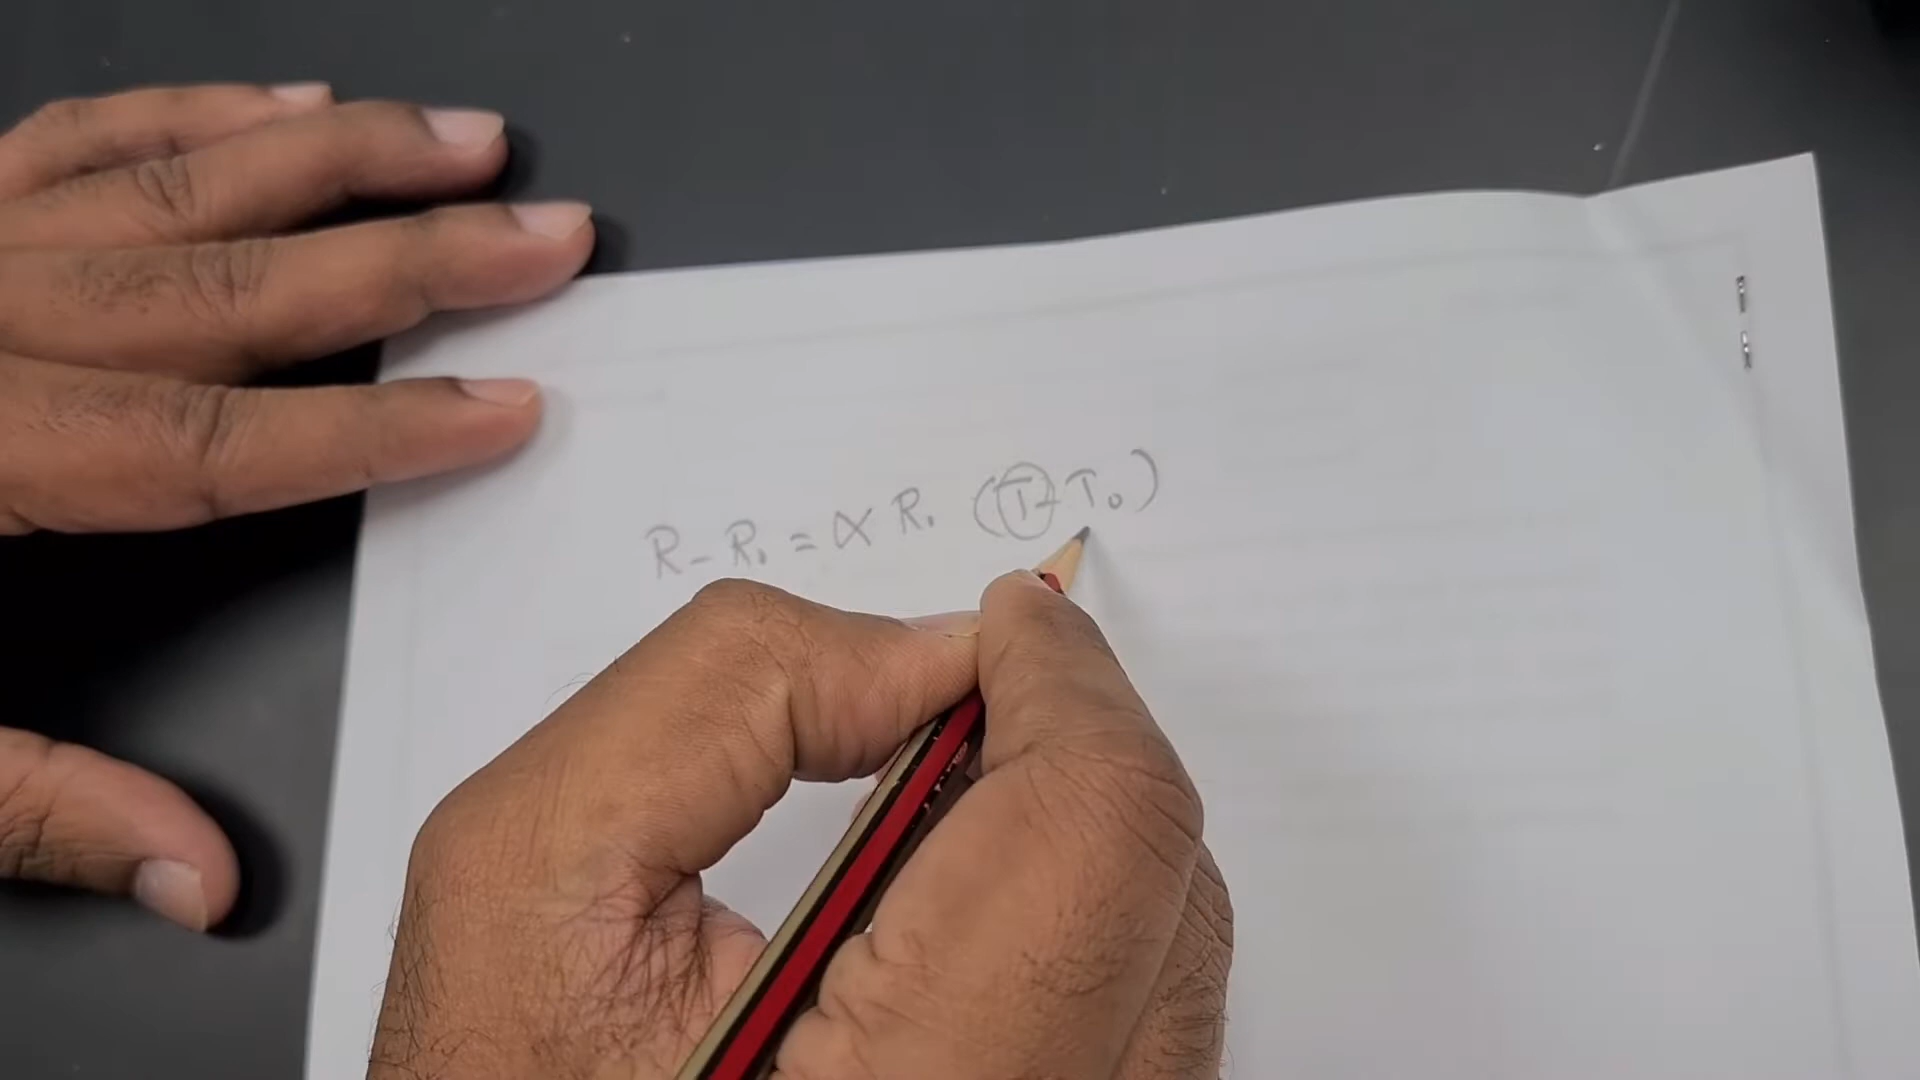 R - R₀ = α R₀ (T - T₀)